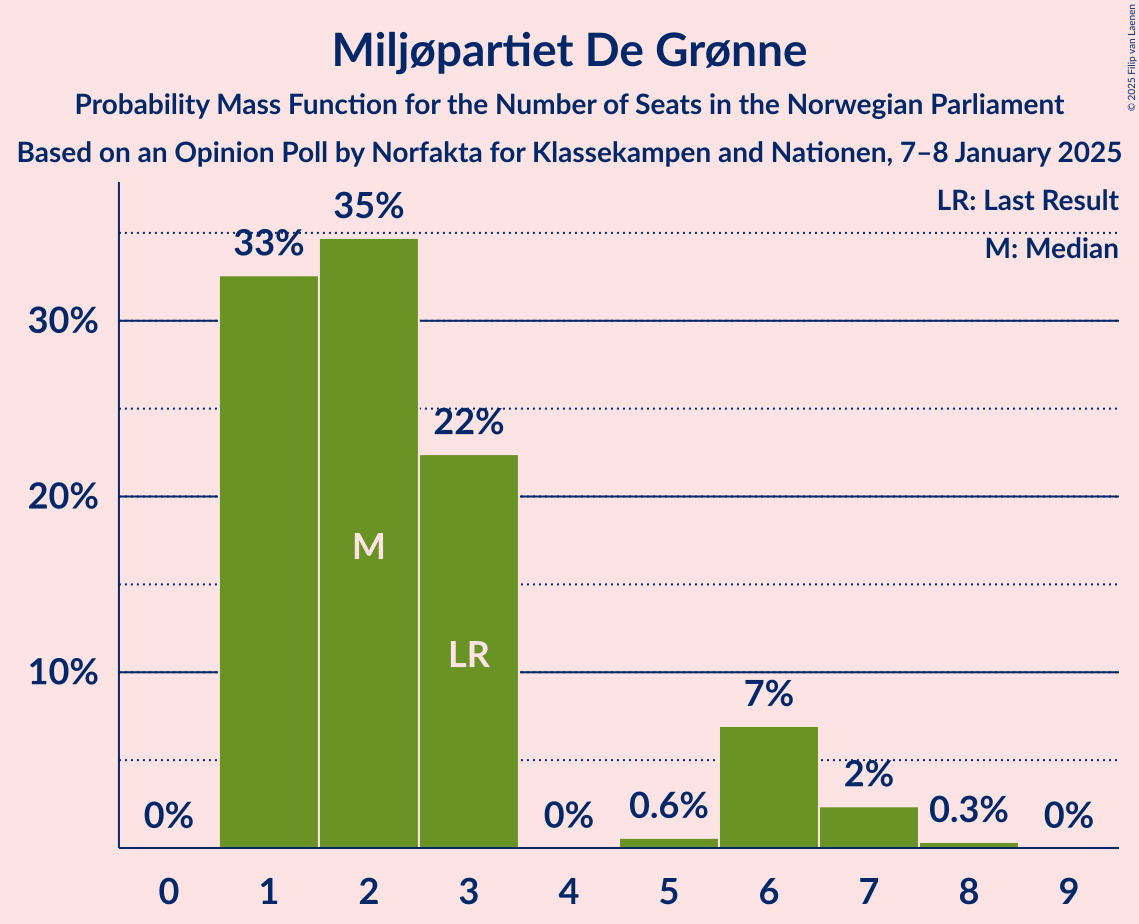 Miljøpartiet De Grønne
Probability Mass Function for the Number of Seats in the Norwegian Parliament
Based on an Opinion Poll by Norfakta for Klassekampen and Nationen, 7–8 January 2025
© 2025 Filip van Laenen
LR: Last Result
M: Median
35%
33%
30%
22%
20%
M
LR
10%
7%
2%
0%
0%
0.6%
0.3%
0%
0 1 2 3 4 5 6 7 8 9